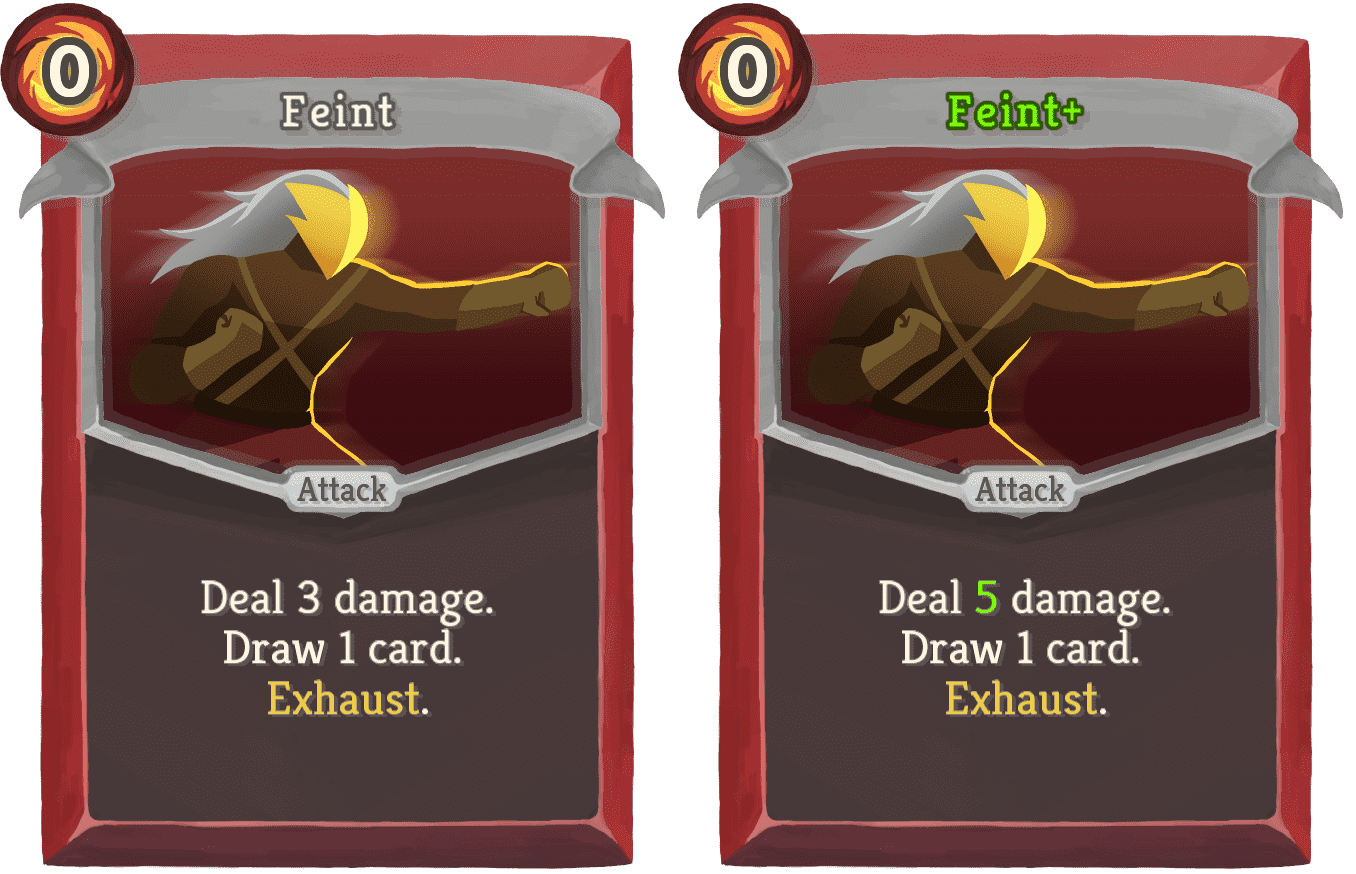 0
Feint
Attack
Deal 3 damage.
Draw 1 card.
Exhaust.
0
Feint+
Attack
Deal 5 damage.
Draw 1 card.
Exhaust.